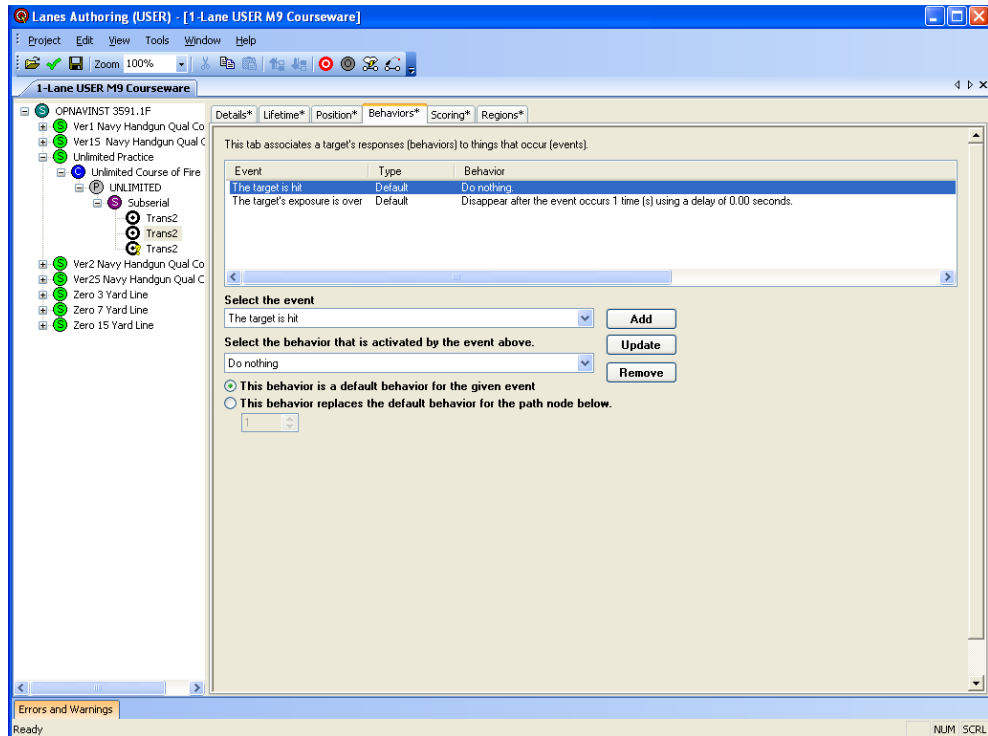 Lanes Authoring (USER) - [1-Lane USER M9 Courseware]
Project Edit View Tools Window Help
Zoom 100%
1-Lane USER M9 Courseware
OPNAVINST 3591.1F
Ver1 Navy Handgun Qual Co
Ver1S Navy Handgun Qual C
Unlimited Practice
Unlimited Course of Fire
UNLIMITED
Subserial
Trans2
Trans2
Trans2
Ver2 Navy Handgun Qual Co
Ver2S Navy Handgun Qual C
Zero 3 Yard Line
Zero 7 Yard Line
Zero 15 Yard Line
Details* Lifetime* Position* Behaviors* Scoring* Regions*
This tab associates a target's responses (behaviors) to things that occur (events).
Event Type Behavior
The target is hit Default Do nothing.
The target's exposure is over Default Disappear after the event occurs 1 time (s) using a delay of 0.00 seconds.
Select the event
The target is hit
Add
Select the behavior that is activated by the event above.
Update
Do nothing
Remove
This behavior is a default behavior for the given event
This behavior replaces the default behavior for the path node below.
1
Errors and Warnings
Ready NUM SCRL